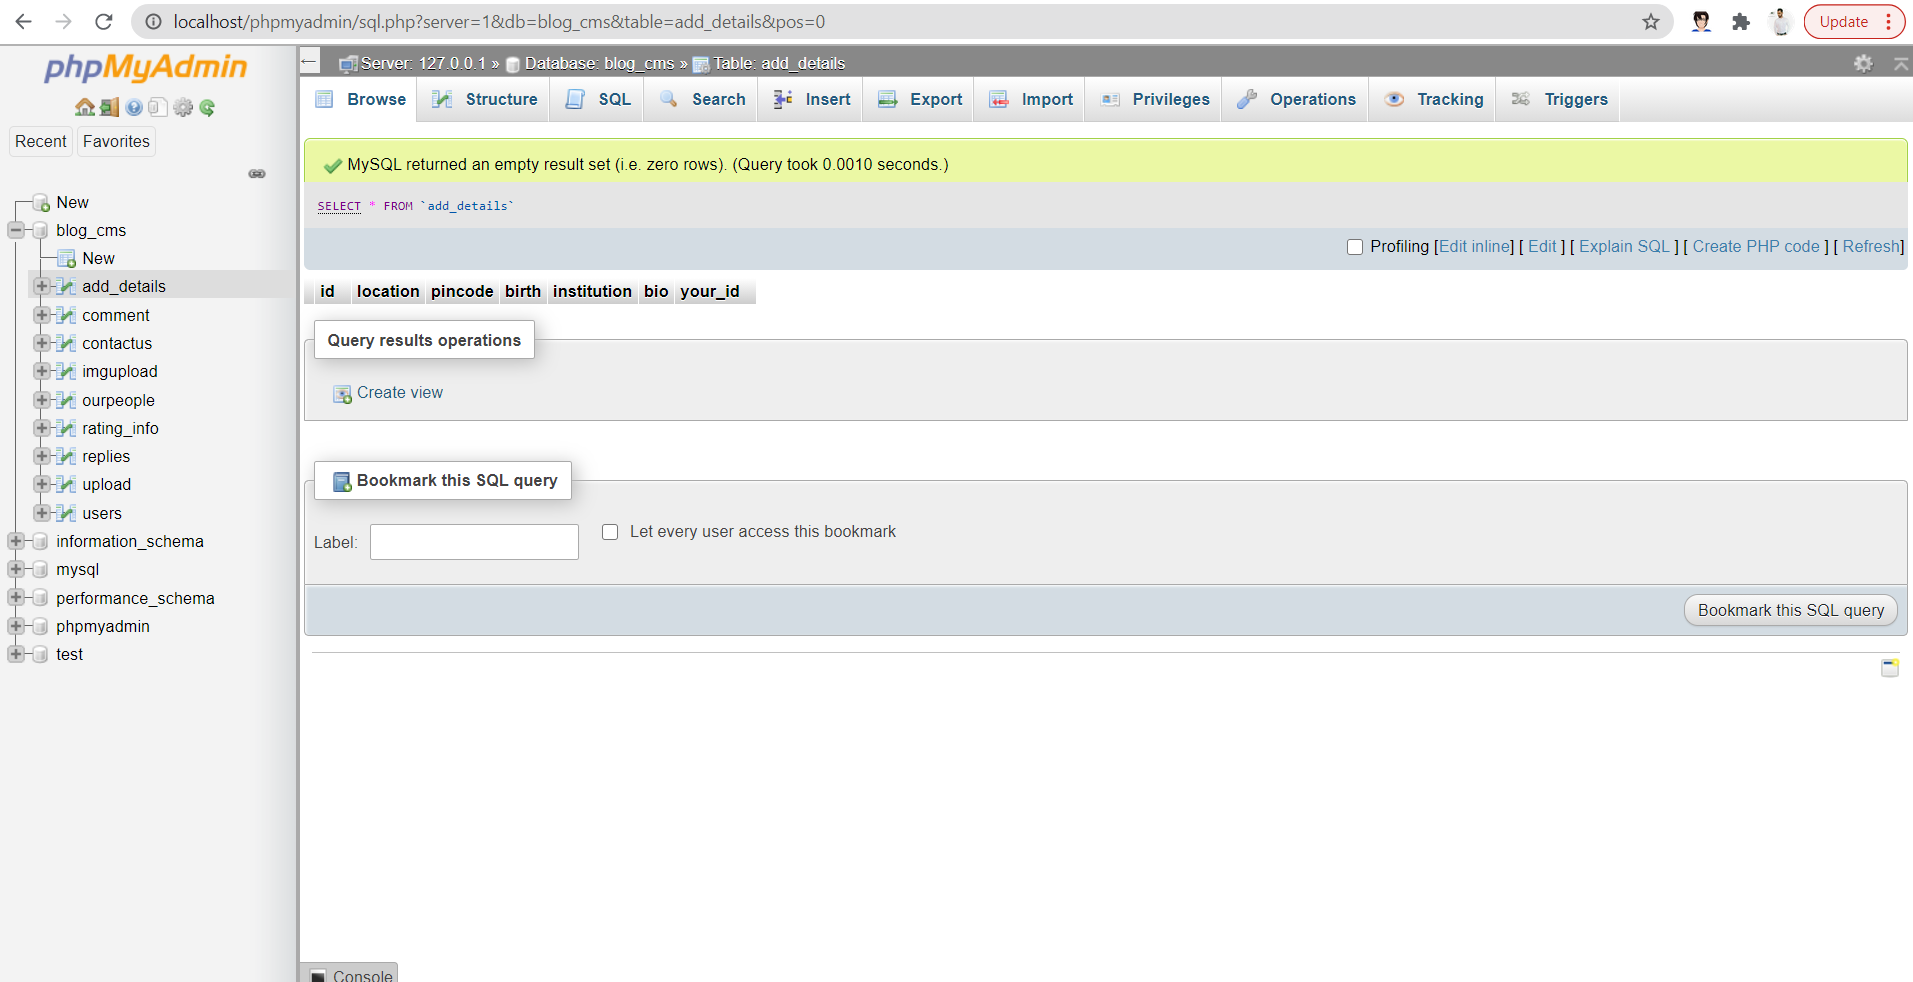 localhost/phpmyadmin/sql.php?server=1&db=blog_cms&table=add_details&pos=0
Update
phpMyAdmin
Recent
Favorites
New
blog_cms
New
add_details
comment
contactus
imgupload
ourpeople
rating_info
replies
upload
users
information_schema
mysql
performance_schema
phpmyadmin
test
Server: 127.0.0.1 » Database: blog_cms » Table: add_details
Browse Structure SQL Search Insert Export Import Privileges Operations Tracking Triggers
MySQL returned an empty result set (i.e. zero rows). (Query took 0.0010 seconds.)
SELECT * FROM `add_details`
Profiling [Edit inline] [ Edit ] [ Explain SQL ] [ Create PHP code ] [ Refresh]
id location pincode birth institution bio your_id
Query results operations
Create view
Bookmark this SQL query
Label:
Let every user access this bookmark
Bookmark this SQL query
Console